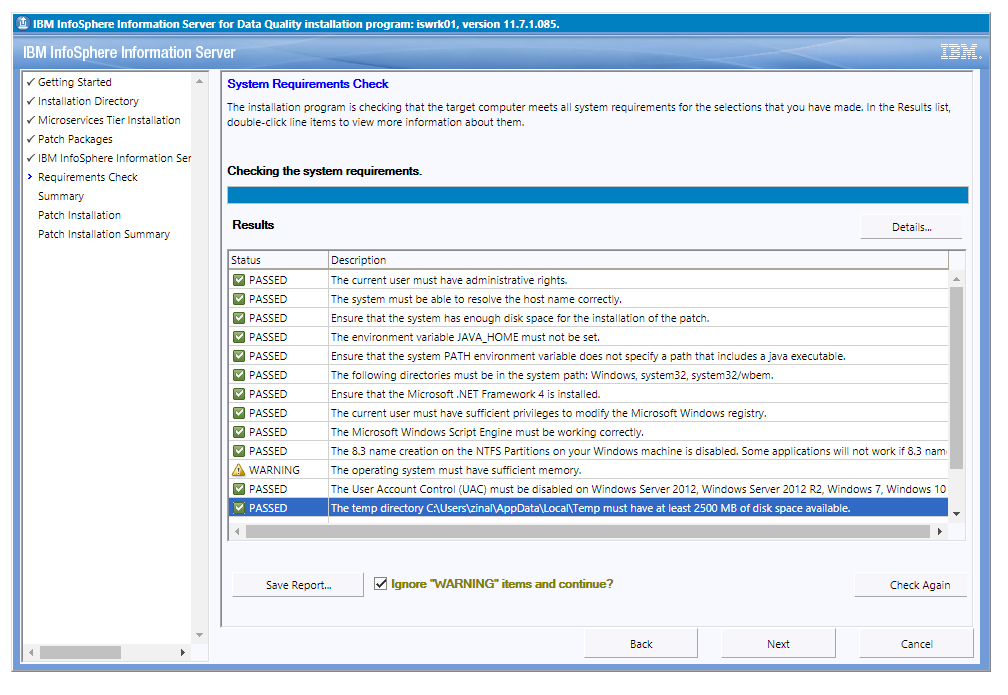 IBM InfoSphere Information Server for Data Quality installation program: iswrk01, version 11.7.1.085.
IBM InfoSphere Information Server
IBM.
Getting Started
Installation Directory
Microservices Tier Installation
Patch Packages
IBM InfoSphere Information Ser
Requirements Check
Summary
Patch Installation
Patch Installation Summary
System Requirements Check
The installation program is checking that the target computer meets all system requirements for the selections that you have made. In the Results list,
double-click line items to view more information about them.
Checking the system requirements.
Results
Details...
Status Description
PASSED The current user must have administrative rights.
PASSED The system must be able to resolve the host name correctly.
PASSED Ensure that the system has enough disk space for the installation of the patch.
PASSED The environment variable JAVA_HOME must not be set.
PASSED Ensure that the system PATH environment variable does not specify a path that includes a java executable.
PASSED The following directories must be in the system path: Windows, system32, system32/wbem.
PASSED Ensure that the Microsoft .NET Framework 4 is installed.
PASSED The current user must have sufficient privileges to modify the Microsoft Windows registry.
PASSED The Microsoft Windows Script Engine must be working correctly.
PASSED The 8.3 name creation on the NTFS Partitions on your Windows machine is disabled. Some applications will not work if 8.3 nam
WARNING The operating system must have sufficient memory.
PASSED The User Account Control (UAC) must be disabled on Windows Server 2012, Windows Server 2012 R2, Windows 7, Windows 10
PASSED The temp directory C:\Users\zinal\AppData\Local\Temp must have at least 2500 MB of disk space available.
Save Report...
Ignore "WARNING" items and continue?
Check Again
Back
Next
Cancel